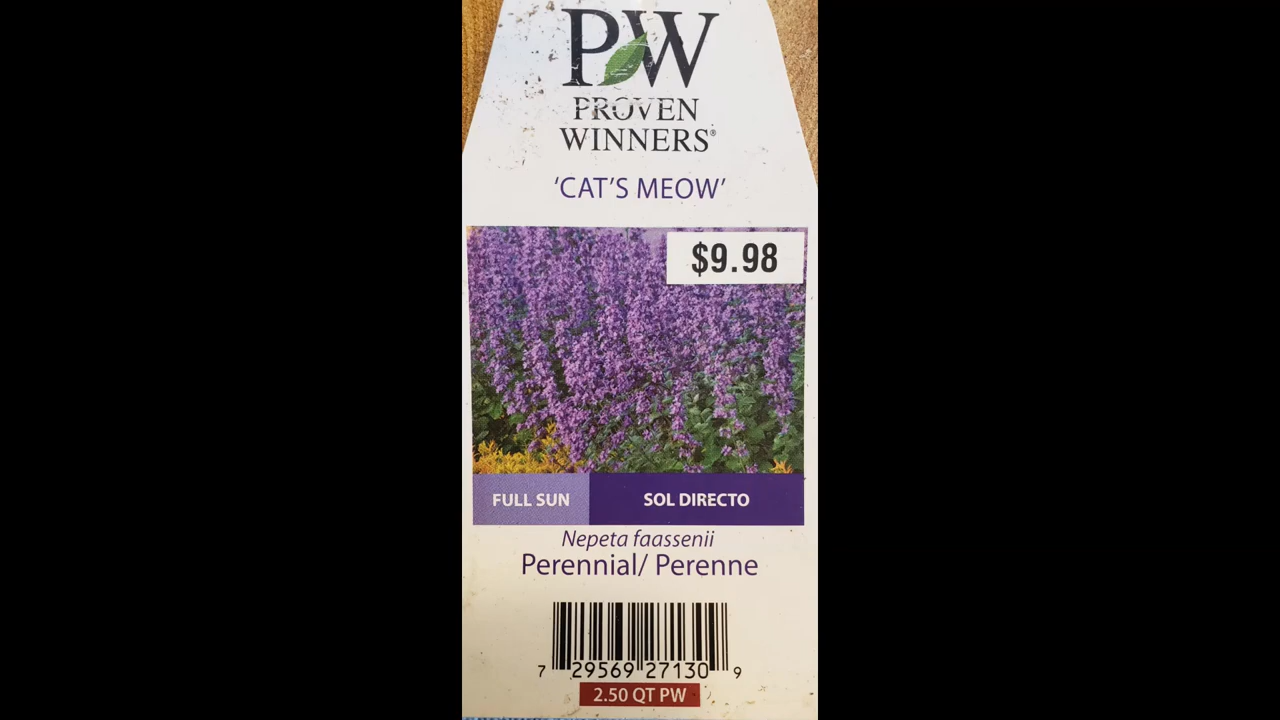 PW
PROVEN
WINNERS®
‘CAT’S MEOW’
$9.98
FULL SUN SOL DIRECTO
Nepeta faassenii
Perennial/ Perenne
7 29569 27130 9
2.50 QT PW